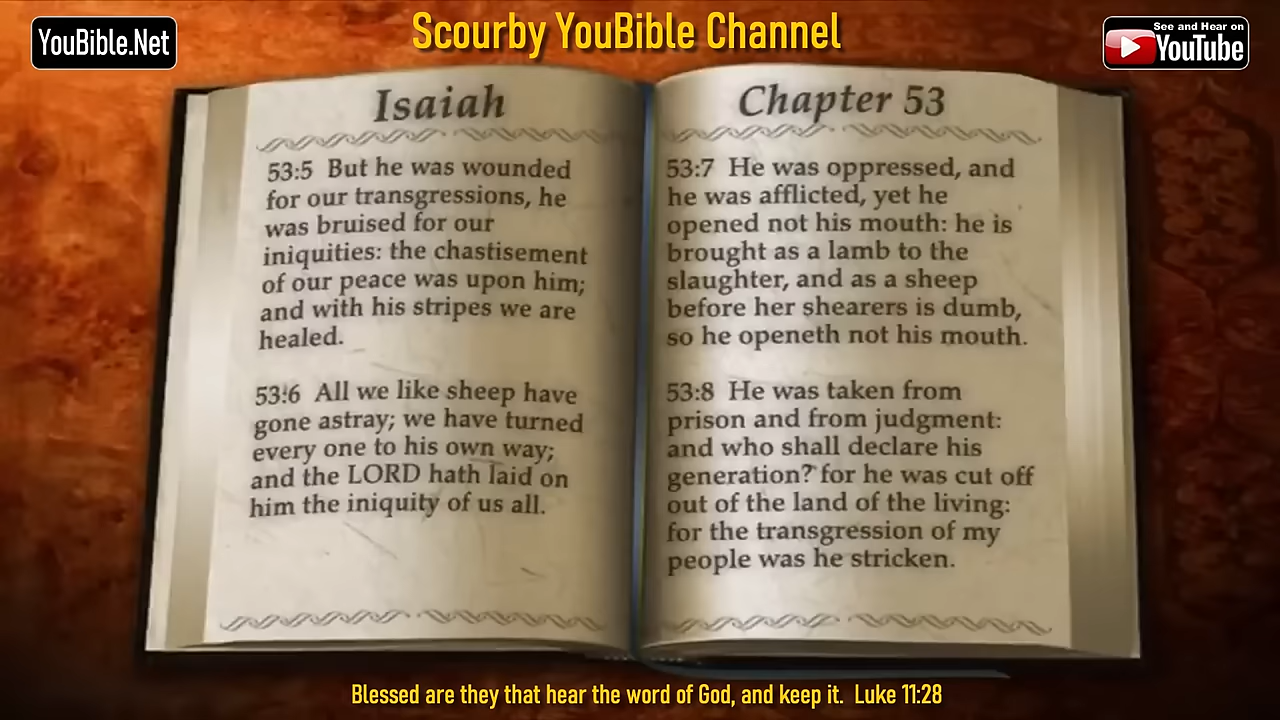 YouBible.Net
Scourby YouBible Channel
See and Hear on
YouTube
Isaiah
53:5 But he was wounded
for our transgressions, he
was bruised for our
iniquities: the chastisement
of our peace was upon him;
and with his stripes we are
healed.
53:6 All we like sheep have
gone astray; we have turned
every one to his own way;
and the LORD hath laid on
him the iniquity of us all.
Chapter 53
53:7 He was oppressed, and
he was afflicted, yet he
opened not his mouth: he is
brought as a lamb to the
slaughter, and as a sheep
before her shearers is dumb,
so he openeth not his mouth.
53:8 He was taken from
prison and from judgment:
and who shall declare his
generation? for he was cut off
out of the land of the living:
for the transgression of my
people was he stricken.
Blessed are they that hear the word of God, and keep it. Luke 11:28